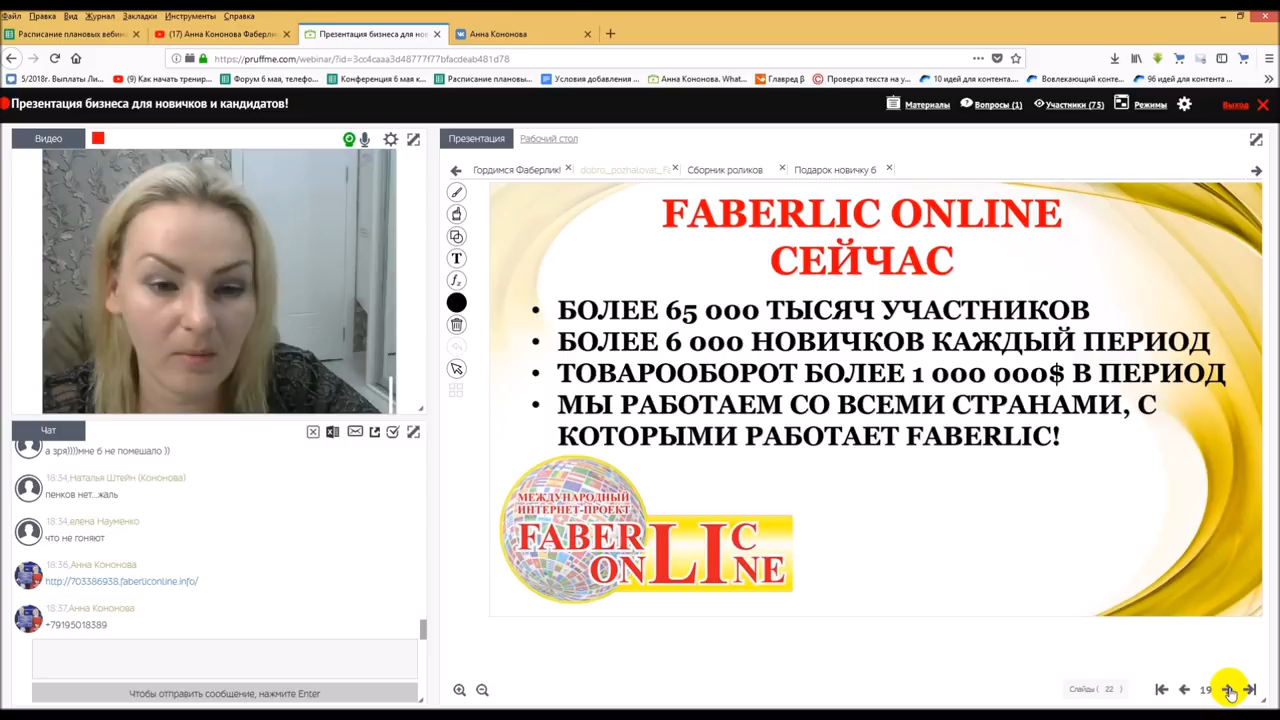 Файл Правка Вид Журнал Закладки Инструменты Справка
Расписание плановых вебин
(17) Анна Кононова Фаберли
Презентация бизнеса для нов
Анна Кононова
https://pruffme.com/webinar/?id=3cc4caaa3d48777f77bfacdeab481d78
5/2018г. Выплаты Ли...
(9) Как начать тренир...
Форум 6 мая, телефо...
Конференция 6 мая к...
Расписание плановы...
Условия добавления ...
Анна Кононова. What...
Главред β
Проверка текста на у...
10 идей для контента....
Вовлекающий контент...
96 идей для контента ...
Презентация бизнеса для новичков и кандидатов!
Материалы
Вопросы (1)
Участники (75)
Режимы
Выход
Видео
Презентация
Рабочий стол
Гордимся Фаберлик!
dobro_pozhalovat_Fa
Сборник роликов
Подарок новичку 6
FABERLIC ONLINE
СЕЙЧАС
• БОЛЕЕ 65 000 ТЫСЯЧ УЧАСТНИКОВ
• БОЛЕЕ 6 000 НОВИЧКОВ КАЖДЫЙ ПЕРИОД
• ТОВАРООБОРОТ БОЛЕЕ 1 000 000$ В ПЕРИОД
• МЫ РАБОТАЕМ СО ВСЕМИ СТРАНАМИ, С
КОТОРЫМИ РАБОТАЕТ FABERLIC!
МЕЖДУНАРОДНЫЙ
ИНТЕРНЕТ-ПРОЕКТ
FABERLIC
ONLINE
Чат
а зря))))мне б не помешало ))
18:34, Наталья Штейн (Кононова)
пенков нет...жаль
18:34, елена Науменко
что не гоняют
18:36, Анна Кононова
http://703386938.faberliconline.info/
18:37, Анна Кононова
+79195018389
Чтобы отправить сообщение, нажмите Enter
Слайды ( 22 )
19